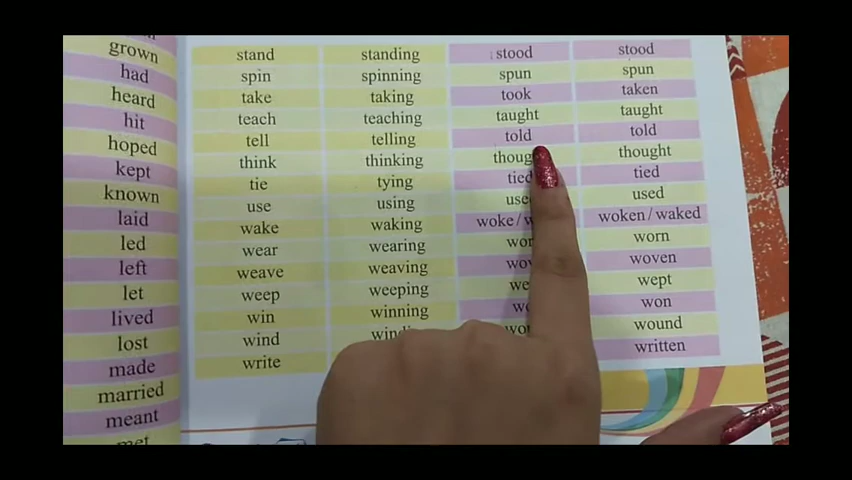 grown
had
heard
hit
hoped
kept
known
laid
led
left
let
lived
lost
made
married
meant
met
stand standing stood stood
spin spinning spun spun
take taking took taken
teach teaching taught taught
tell telling told told
think thinking thought
tie tying tied tied
use using used
wake waking woke / woken / waked
wear wearing worn
weave weaving woven
weep weeping wept
win winning won
wind wound
write written